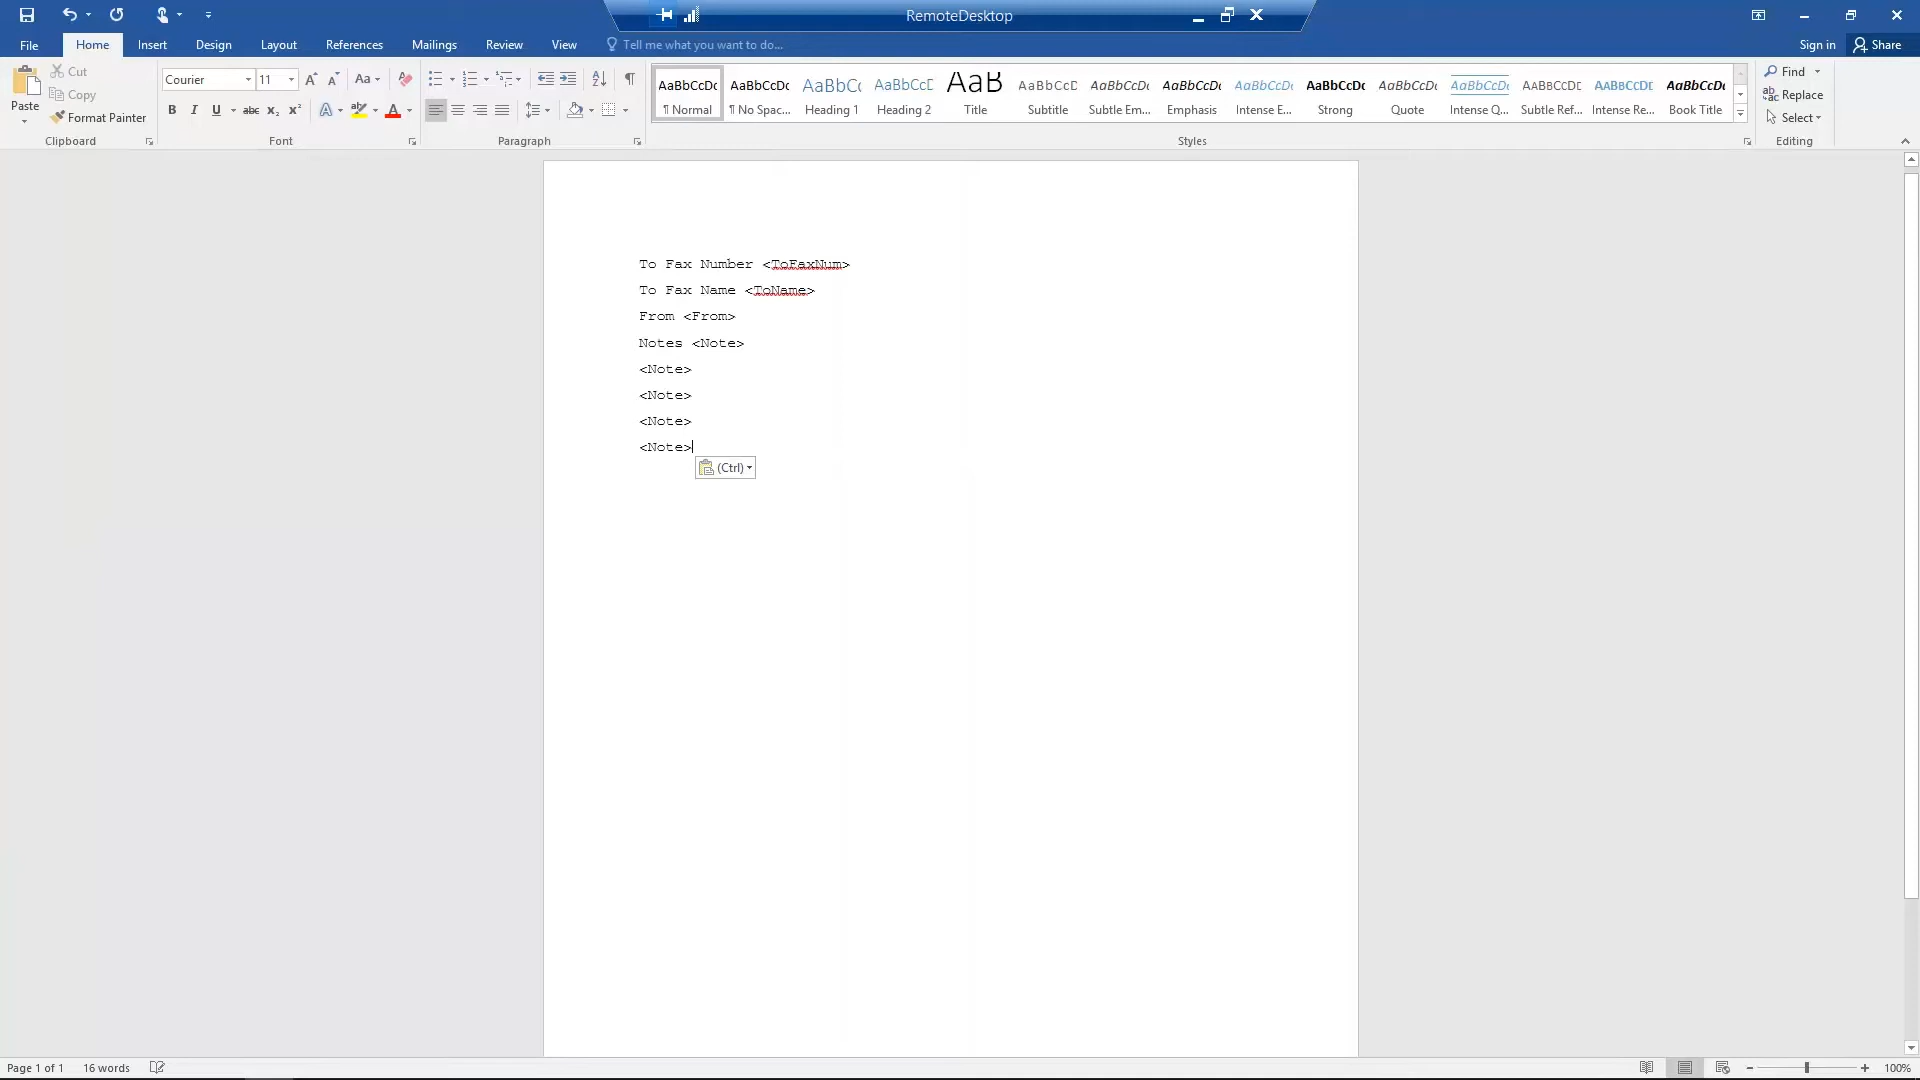 RemoteDesktop
File Home Insert Design Layout References Mailings Review View Tell me what you want to do... Sign in Share
Paste
Cut
Copy
Format Painter
Clipboard
Courier 11
Aa
Font
Paragraph
AaBbCcDc AaBbCcDc AaBbCc AaBbCcD AaB AaBbCcD AaBbCcDc AaBbCcDc AaBbCcDc AaBbCcDc AaBbCcDc AaBbCcDc AABBCCDC AABBCCDC AaBbCcDc
¶ Normal ¶ No Spac... Heading 1 Heading 2 Title Subtitle Subtle Em... Emphasis Intense E... Strong Quote Intense Q... Subtle Ref... Intense Re... Book Title
Styles
Find
Replace
Select
Editing
To Fax Number <ToFaxNum>
To Fax Name <ToName>
From <From>
Notes <Note>
<Note>
<Note>
<Note>
<Note>
(Ctrl)
Page 1 of 1 16 words 100%